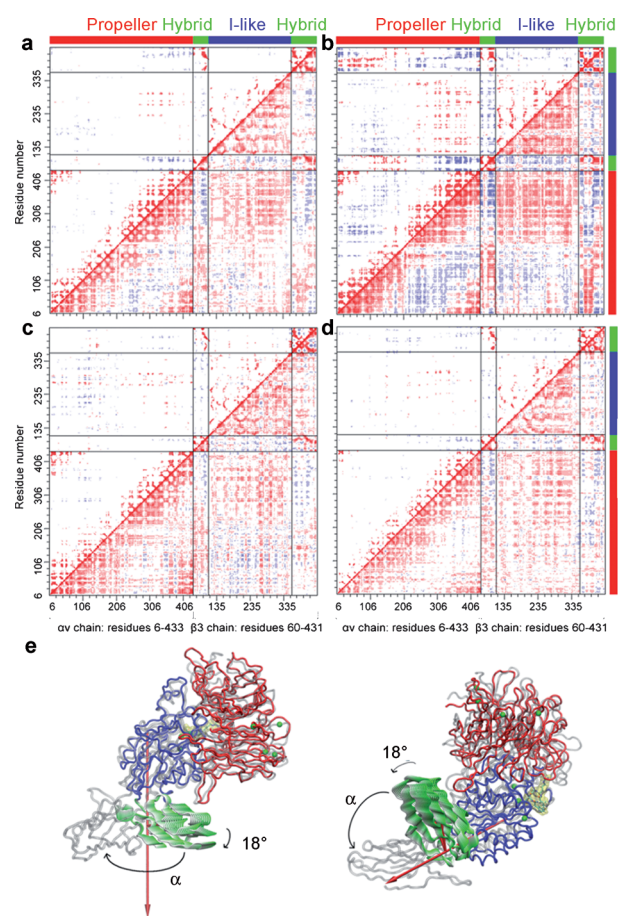 a Propeller Hybrid I-like Hybrid
b Propeller Hybrid I-like Hybrid
Residue number
335
235
135
406
306
206
106
6
c
d
Residue number
335
235
135
406
306
206
106
6
6 106 206 306 406 135 235 335
6 106 206 306 406 135 235 335
αv chain: residues 6-433 β3 chain: residues 60-431
αv chain: residues 6-433 β3 chain: residues 60-431
e
18°
α
18°
α